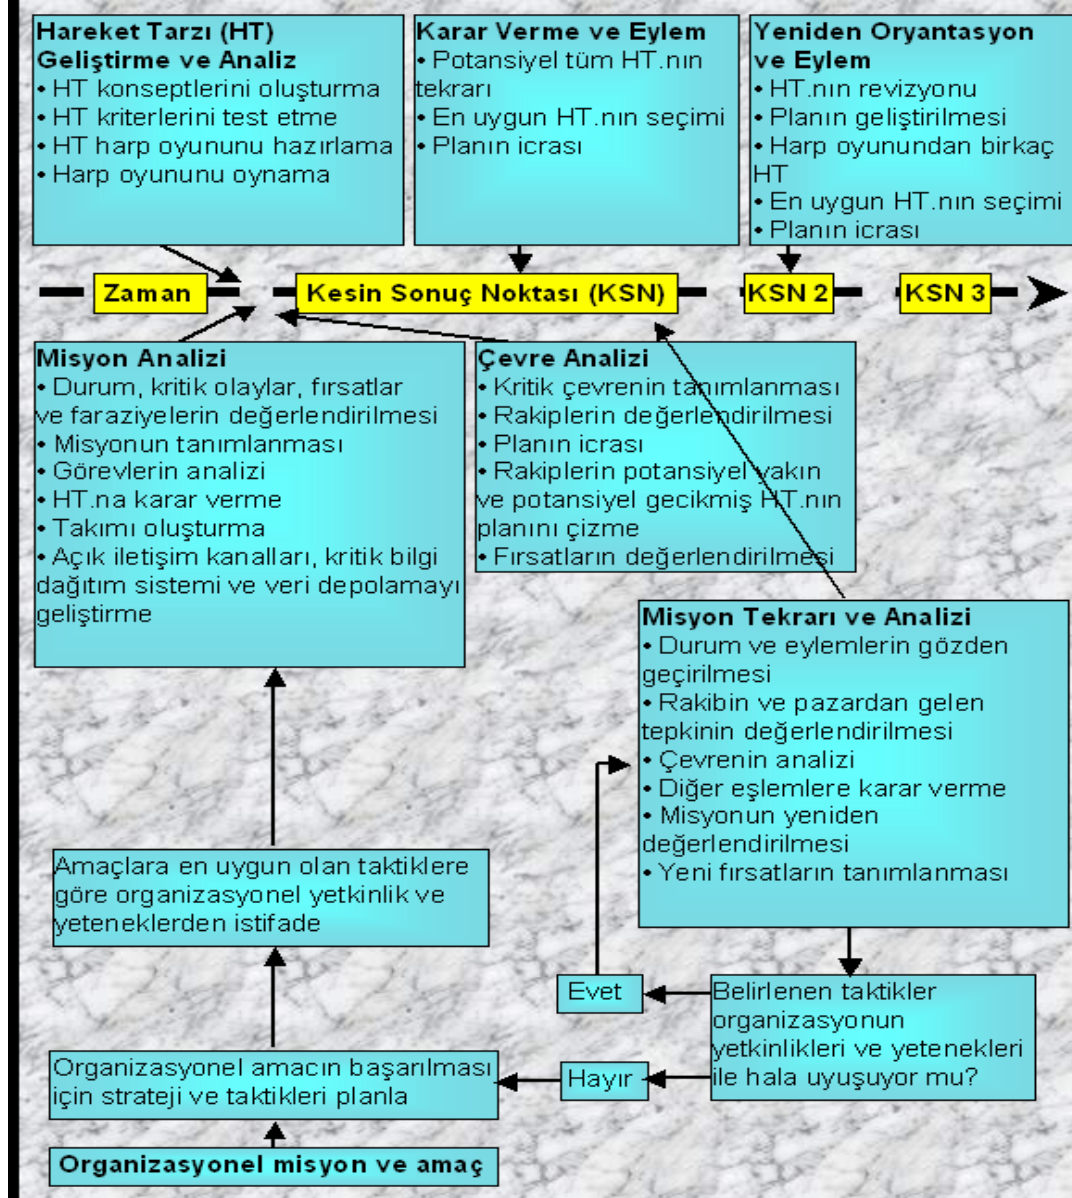 Hareket Tarzı (HT)
Geliştirme ve Analiz
• HT konseptlerini oluşturma
• HT kriterlerini test etme
• HT harp oyununu hazırlama
• Harp oyununu oynama
Karar Verme ve Eylem
• Potansiyel tüm HT.nın
tekrarı
• En uygun HT.nın seçimi
• Planın icrası
Yeniden Oryantasyon
ve Eylem
• HT.nın revizyonu
• Planın geliştirilmesi
• Harp oyunundan birkaç
HT
• En uygun HT.nın seçimi
• Planın icrası
Zaman
Kesin Sonuç Noktası (KSN)
KSN 2
KSN 3
Misyon Analizi
• Durum, kritik olaylar, fırsatlar
ve faraziyelerin değerlendirilmesi
• Misyonun tanımlanması
• Görevlerin analizi
• HT.na karar verme
• Takımı oluşturma
• Açık iletişim kanalları, kritik bilgi
dağıtım sistemi ve veri depolamayı
geliştirme
Çevre Analizi
• Kritik çevrenin tanımlanması
• Rakiplerin değerlendirilmesi
• Planın icrası
• Rakiplerin potansiyel yakın
ve potansiyel gecikmiş HT.nın
planını çizme
• Fırsatların değerlendirilmesi
Misyon Tekrarı ve Analizi
• Durum ve eylemlerin gözden
geçirilmesi
• Rakibin ve pazardan gelen
tepkinin değerlendirilmesi
• Çevrenin analizi
• Diğer eşlemlere karar verme
• Misyonun yeniden
değerlendirilmesi
• Yeni fırsatların tanımlanması
Amaçlara en uygun olan taktiklere
göre organizasyonel yetkinlik ve
yeteneklerden istifade
Evet
Belirlenen taktikler
organizasyonun
yetkinlikleri ve yetenekleri
ile hala uyuşuyor mu?
Hayır
Organizasyonel amacın başarılması
için strateji ve taktikleri planla
Organizasyonel misyon ve amaç